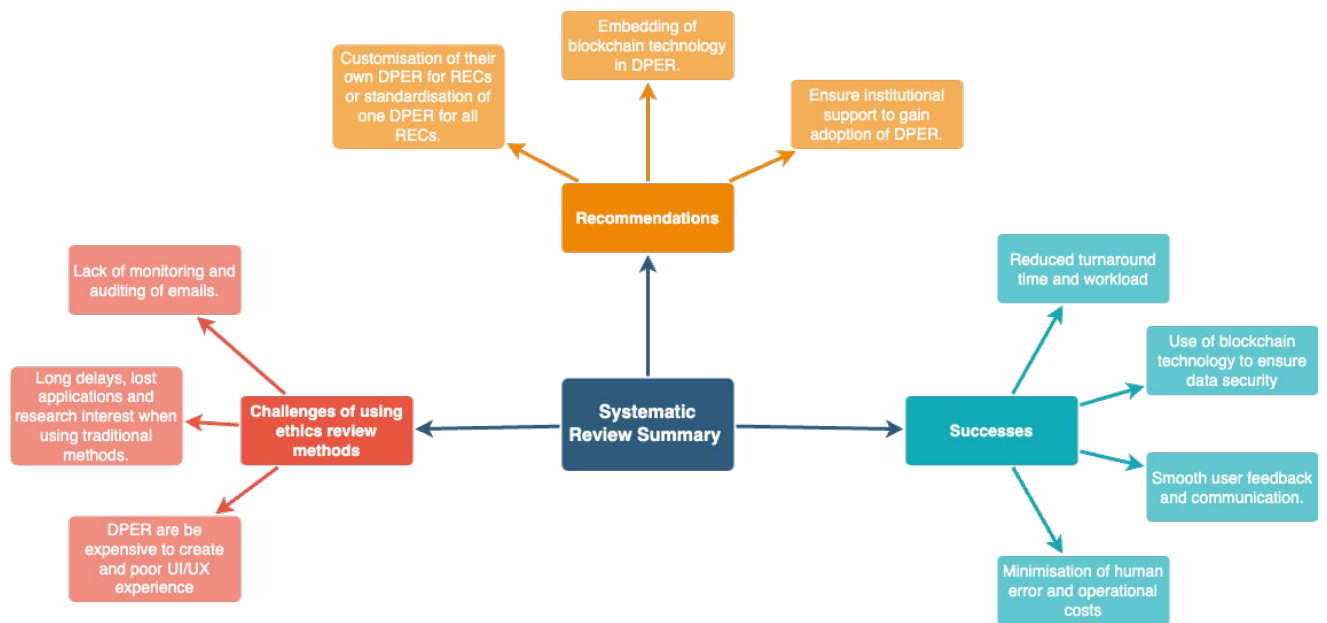 Embedding of
blockchain technology
in DPER.
Customisation of their
own DPER for RECs
or standardisation of
one DPER for all
RECs.
Ensure institutional
support to gain
adoption of DPER.
Recommendations
Lack of monitoring and
auditing of emails.
Long delays, lost
applications and
research interest when
using traditional
methods.
DPER are be
expensive to create
and poor UI/UX
experience
Challenges of using
ethics review
methods
Systematic
Review Summary
Successes
Reduced turnaround
time and workload
Use of blockchain
technology to ensure
data security
Smooth user feedback
and communication.
Minimisation of human
error and operational
costs